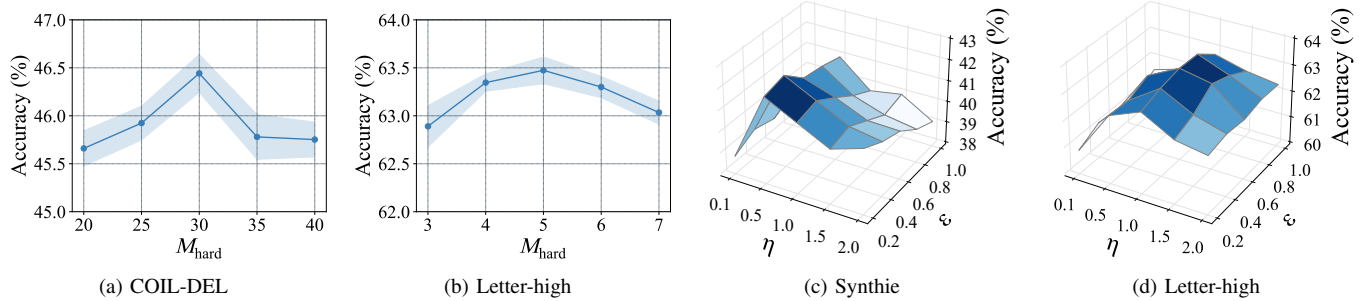 Accuracy (%)
47.0
46.5
46.0
45.5
45.0
20 25 30 35 40
M_hard
(a) COIL-DEL
Accuracy (%)
64.0
63.5
63.0
62.5
62.0
3 4 5 6 7
M_hard
(b) Letter-high
Accuracy (%)
43
42
41
40
39
38
0.1 0.5 1.0 1.5 2.0
η
0.2 0.4 0.6 0.8 1.0
ε
(c) Synthie
Accuracy (%)
64
63
62
61
60
0.1 0.5 1.0 1.5 2.0
η
0.2 0.4 0.6 0.8 1.0
ε
(d) Letter-high